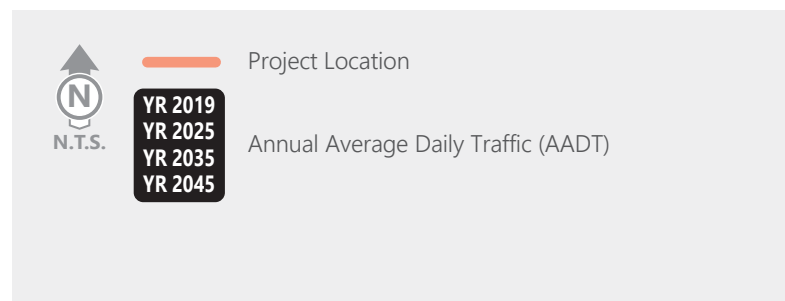 Project Location
N
N.T.S.
YR 2019
YR 2025
YR 2035
YR 2045
Annual Average Daily Traffic (AADT)